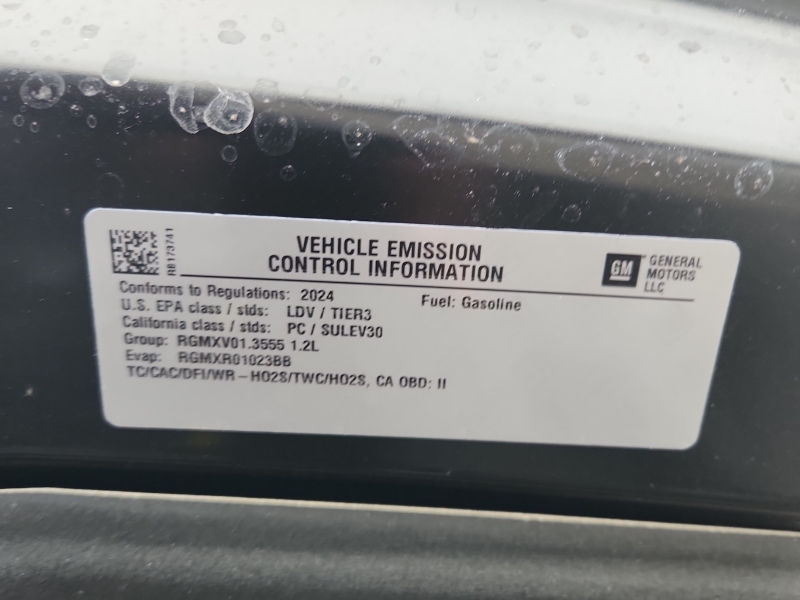 VEHICLE EMISSION
CONTROL INFORMATION
GM
GENERAL
MOTORS
LLC
Conforms to Regulations: 2024
Fuel: Gasoline
U.S. EPA class / stds: LDV / TIER3
California class / stds: PC / SULEV30
Group: RGMXV01.3555 1.2L
Evap: RGMXR01023BB
TC/CAC/DFI/WR-HO2S/TWC/HO2S, CA OBD: II